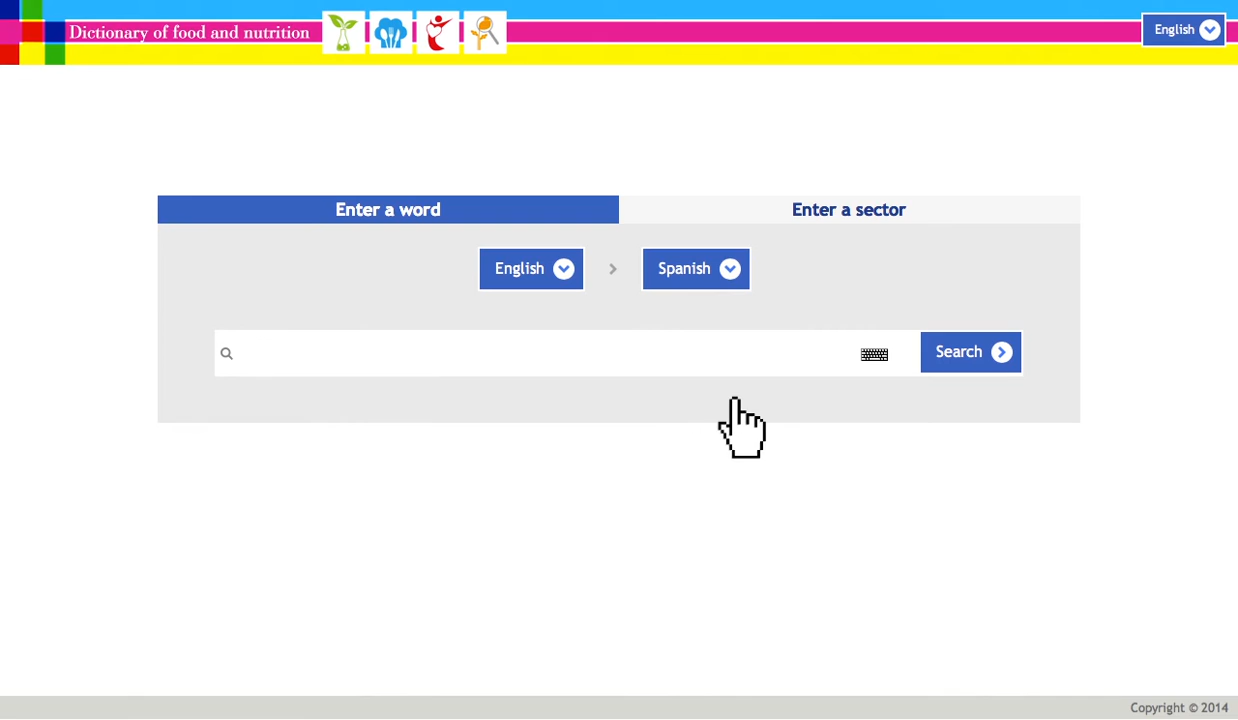 Dictionary of food and nutrition
English
Enter a word
Enter a sector
English
Spanish
Search
Copyright © 2014